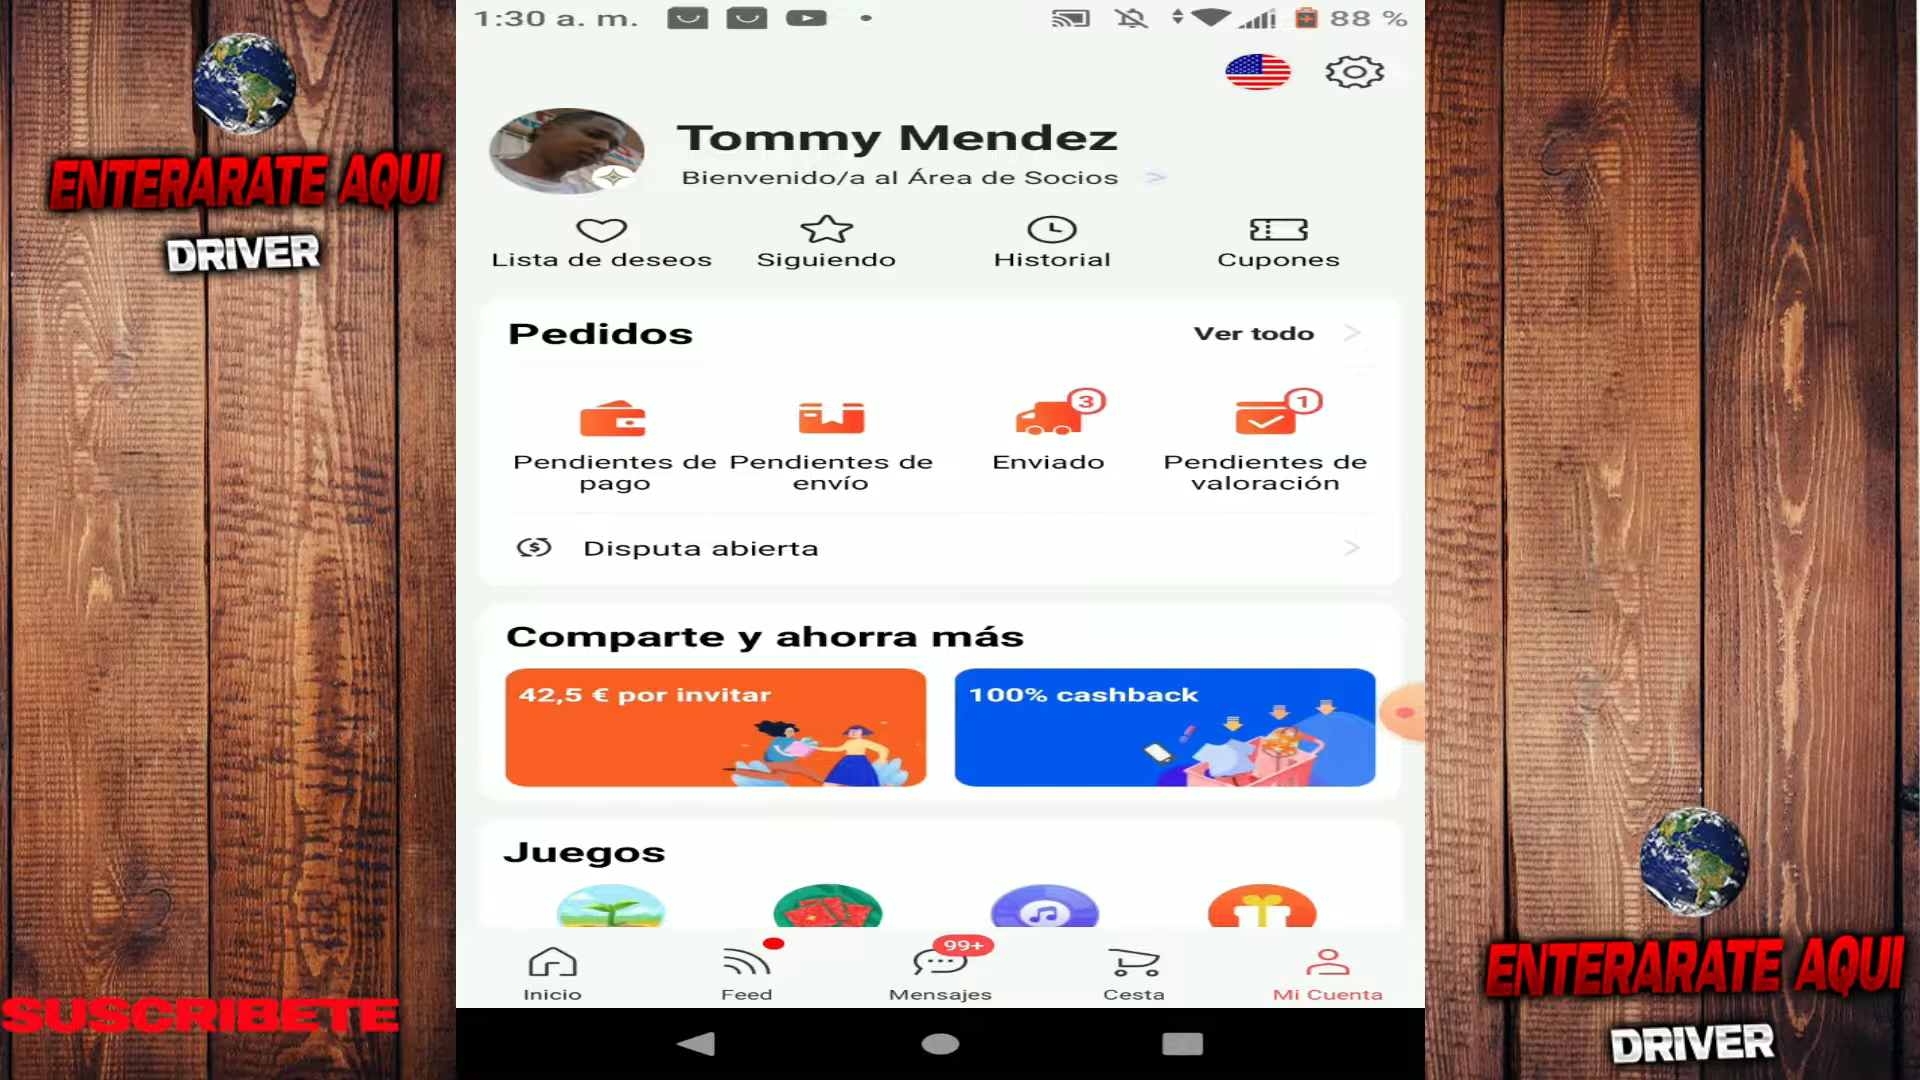 ENTERARATE AQUI
DRIVER
SUSCRIBETE
1:30 a. m.
88 %
Tommy Mendez
Bienvenido/a al Área de Socios >
Lista de deseos
Siguiendo
Historial
Cupones
Pedidos
Ver todo >
3
1
Pendientes de pago
Pendientes de envío
Enviado
Pendientes de valoración
Disputa abierta >
Comparte y ahorra más
42,5 € por invitar
100% cashback
Juegos
99+
Inicio
Feed
Mensajes
Cesta
Mi Cuenta
ENTERARATE AQUI
DRIVER